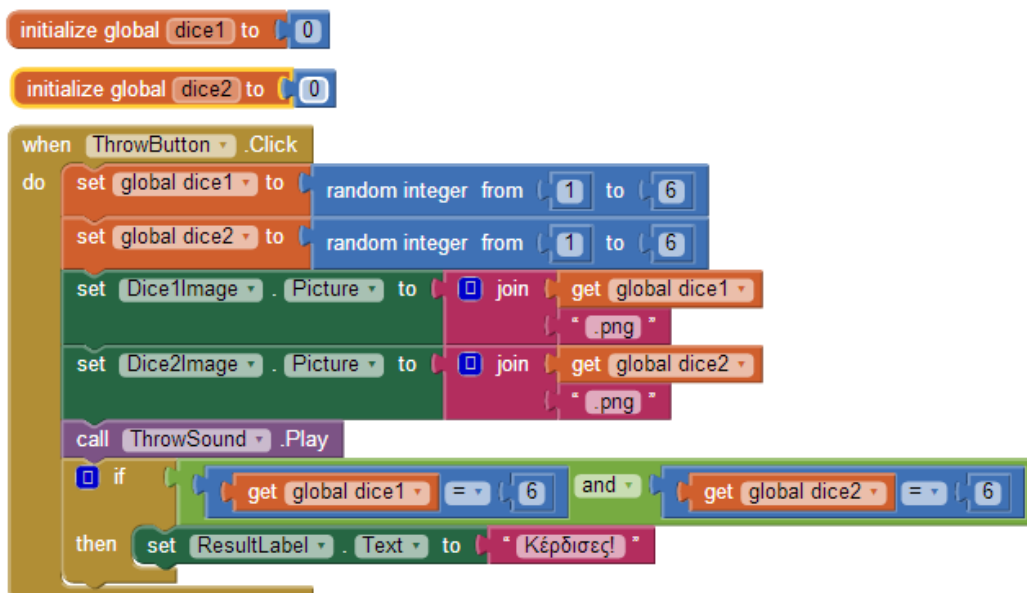 initialize global dice1 to 0
initialize global dice2 to 0
when ThrowButton .Click
do set global dice1 to random integer from 1 to 6
set global dice2 to random integer from 1 to 6
set Dice1Image . Picture to join get global dice1
" .png "
set Dice2Image . Picture to join get global dice2
" .png "
call ThrowSound .Play
if get global dice1 = 6 and get global dice2 = 6
then set ResultLabel . Text to " Κέρδισες! "